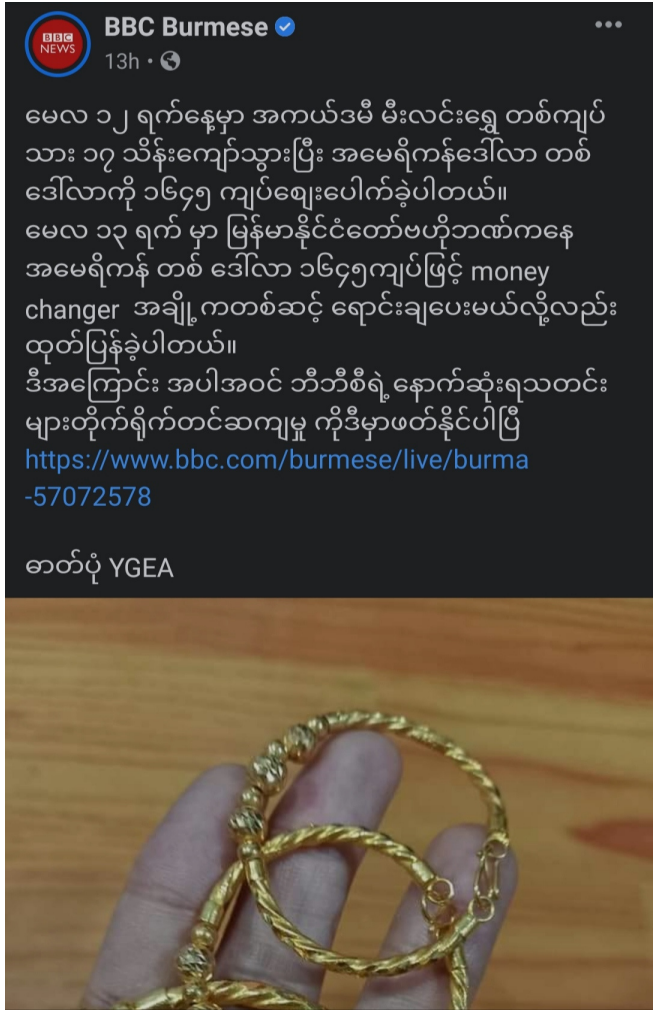 BBC NEWS
BBC Burmese
13h
မေလ ၁၂ ရက်နေ့မှာ အကယ်ဒမီ မီးလင်းရွှေ တစ်ကျပ်
သား ၁၇ သိန်းကျော်သွားပြီး အမေရိကန်ဒေါ်လာ တစ်
ဒေါ်လာကို ၁၆၄၅ ကျပ်ဈေးပေါက်ခဲ့ပါတယ်။
မေလ ၁၃ ရက် မှာ မြန်မာနိုင်ငံတော်ဗဟိုဘဏ်ကနေ
အမေရိကန် တစ် ဒေါ်လာ ၁၆၄၅ကျပ်ဖြင့် money
changer အချို့ကတစ်ဆင့် ရောင်းချပေးမယ်လို့လည်း
ထုတ်ပြန်ခဲ့ပါတယ်။
ဒီအကြောင်း အပါအဝင် ဘီဘီစီရဲ့ နောက်ဆုံးရသတင်း
များတိုက်ရိုက်တင်ဆကျမှု ကိုဒီမှာဖတ်နိုင်ပါပြီ
https://www.bbc.com/burmese/live/burma
-57072578
ဓာတ်ပုံ YGEA